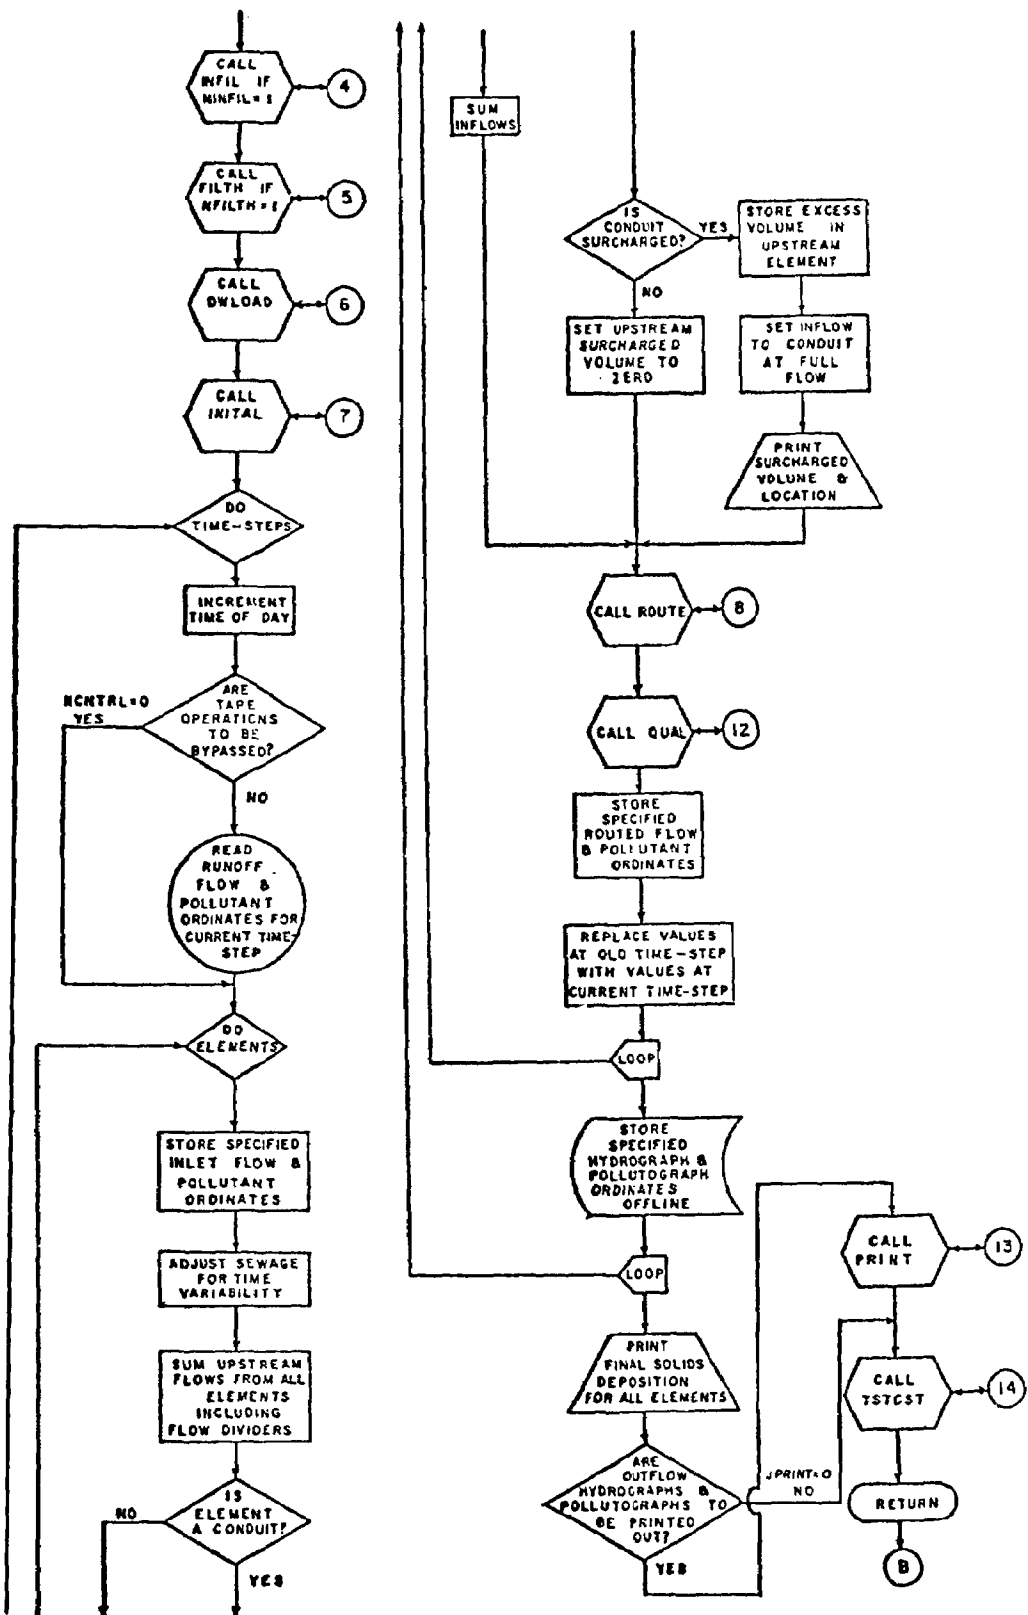 CALL
INFIL IF
NINFIL=1
4
CALL
FILTH IF
NFILTH=1
5
CALL
DWLOAD
6
CALL
INITAL
7
DO
TIME-STEPS
INCREMENT
TIME OF DAY
NCNTRL=0
YES
ARE
TAPE
OPERATIONS
TO BE
BYPASSED?
NO
READ
RUNOFF
FLOW &
POLLUTANT
ORDINATES FOR
CURRENT TIME-
STEP
DO
ELEMENTS
STORE SPECIFIED
INLET FLOW &
POLLUTANT
ORDINATES
ADJUST SEWAGE
FOR TIME
VARIABILITY
SUM UPSTREAM
FLOWS FROM ALL
ELEMENTS
INCLUDING
FLOW DIVIDERS
IS
ELEMENT
A CONDUIT?
NO
YES
SUM
INFLOWS
IS
CONDUIT
SURCHARGED?
YES
NO
STORE EXCESS
VOLUME IN
UPSTREAM
ELEMENT
SET UPSTREAM
SURCHARGED
VOLUME TO
ZERO
SET INFLOW
TO CONDUIT
AT FULL
FLOW
PRINT
SURCHARGED
VOLUME &
LOCATION
CALL ROUTE
8
CALL QUAL
12
STORE
SPECIFIED
ROUTED FLOW
& POLLUTANT
ORDINATES
REPLACE VALUES
AT OLD TIME-STEP
WITH VALUES AT
CURRENT TIME-STEP
LOOP
STORE
SPECIFIED
HYDROGRAPH &
POLLUTOGRAPH
ORDINATES
OFFLINE
LOOP
PRINT
FINAL SOLIDS
DEPOSITION
FOR ALL ELEMENTS
ARE
OUTFLOW
HYDROGRAPHS &
POLLUTOGRAPHS TO
BE PRINTED
OUT?
JPRINT=0
NO
YES
CALL
PRINT
13
CALL
TSTCST
14
RETURN
B